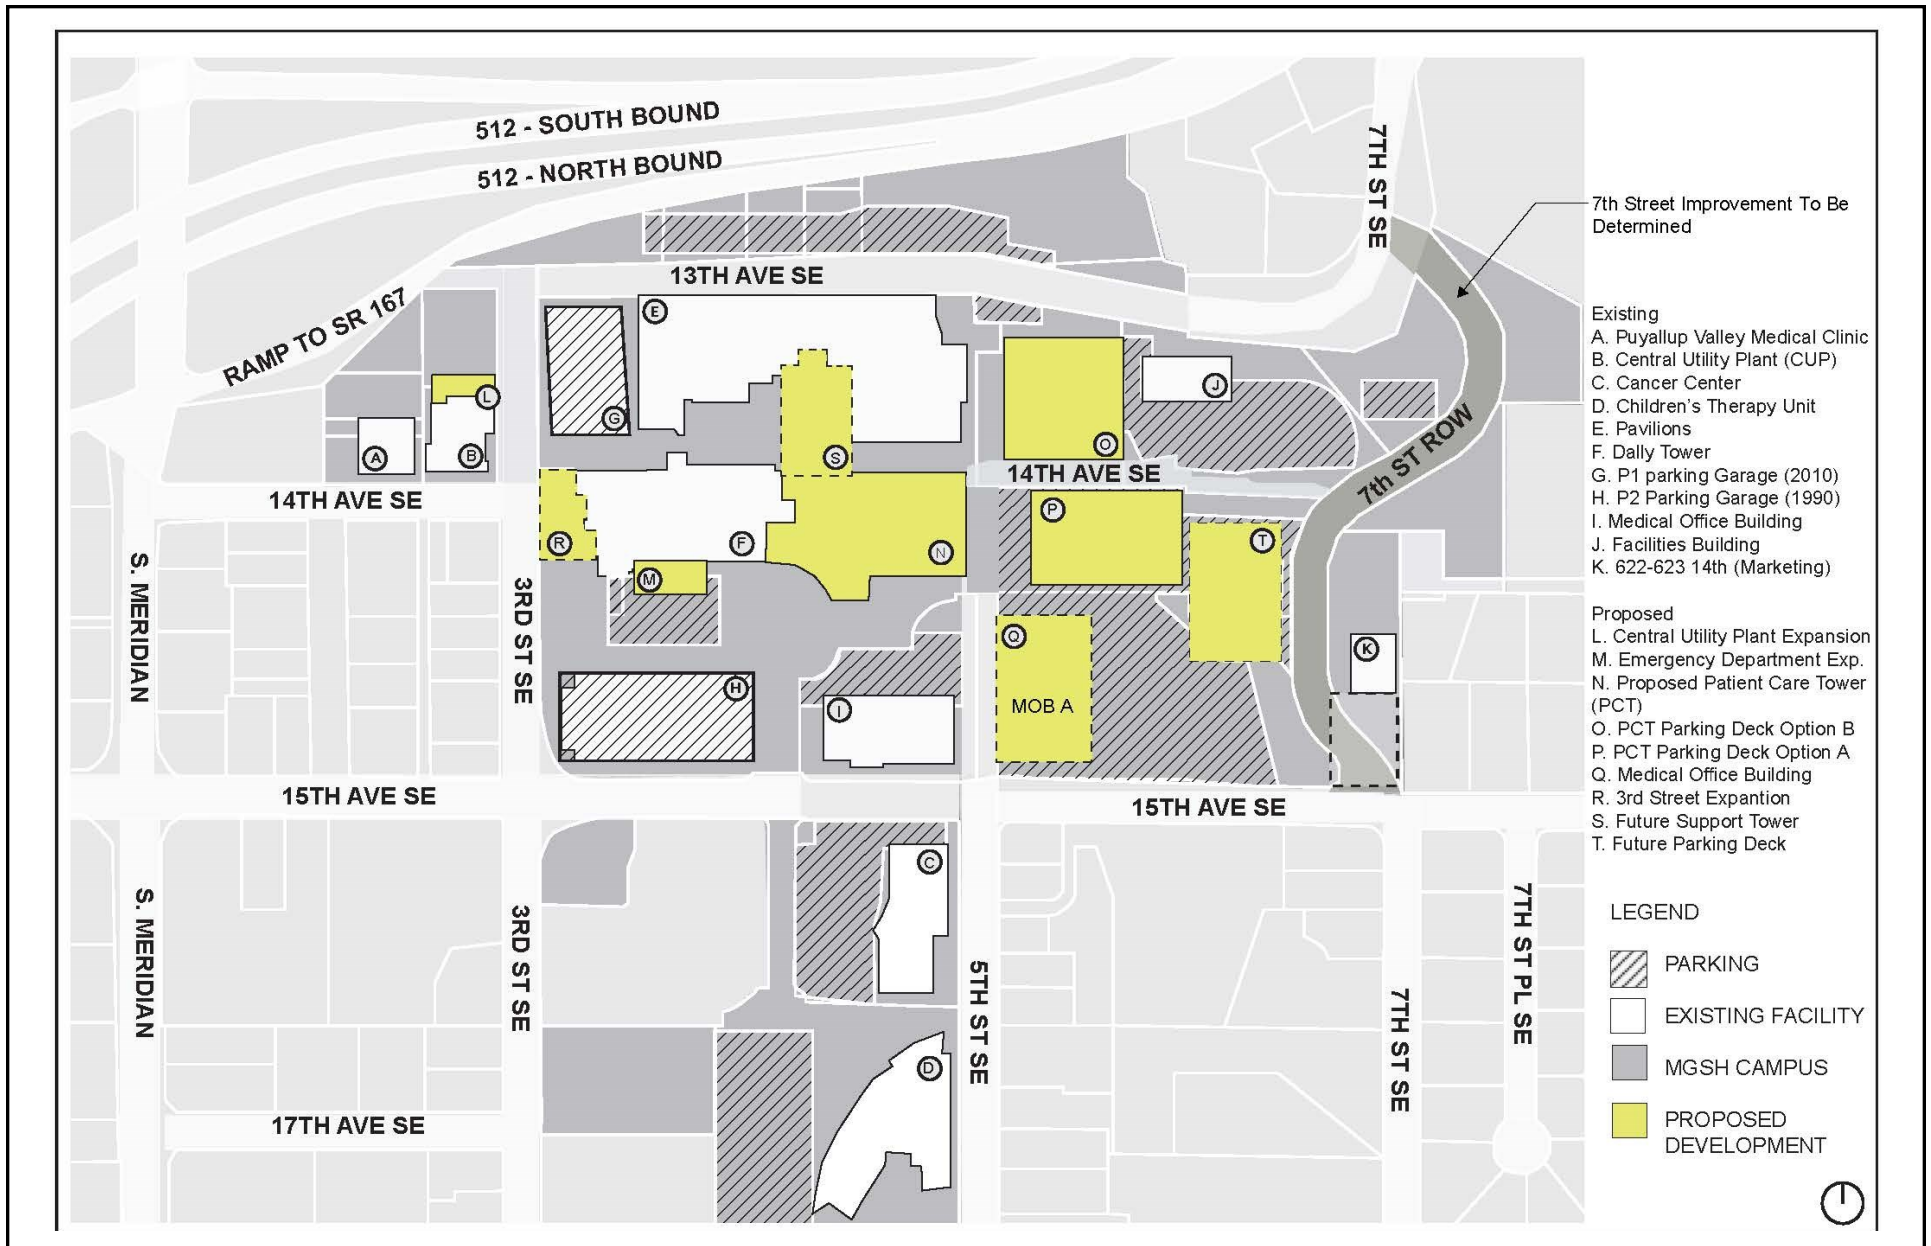 512 - SOUTH BOUND
512 - NORTH BOUND
7TH ST SE
7th Street Improvement To Be
Determined
13TH AVE SE
RAMP TO SR 167
E
G
L
A
B
S
J
O
14TH AVE SE
14TH AVE SE
7th ST ROW
R
F
N
M
P
T
S. MERIDIAN
3RD ST SE
Q
MOB A
K
H
I
15TH AVE SE
15TH AVE SE
C
S. MERIDIAN
3RD ST SE
5TH ST SE
7TH ST SE
7TH ST PL SE
D
17TH AVE SE
Existing
A. Puyallup Valley Medical Clinic
B. Central Utility Plant (CUP)
C. Cancer Center
D. Children's Therapy Unit
E. Pavilions
F. Dally Tower
G. P1 parking Garage (2010)
H. P2 Parking Garage (1990)
I. Medical Office Building
J. Facilities Building
K. 622-623 14th (Marketing)
Proposed
L. Central Utility Plant Expansion
M. Emergency Department Exp.
N. Proposed Patient Care Tower
(PCT)
O. PCT Parking Deck Option B
P. PCT Parking Deck Option A
Q. Medical Office Building
R. 3rd Street Expantion
S. Future Support Tower
T. Future Parking Deck
LEGEND
PARKING
EXISTING FACILITY
MGSH CAMPUS
PROPOSED
DEVELOPMENT